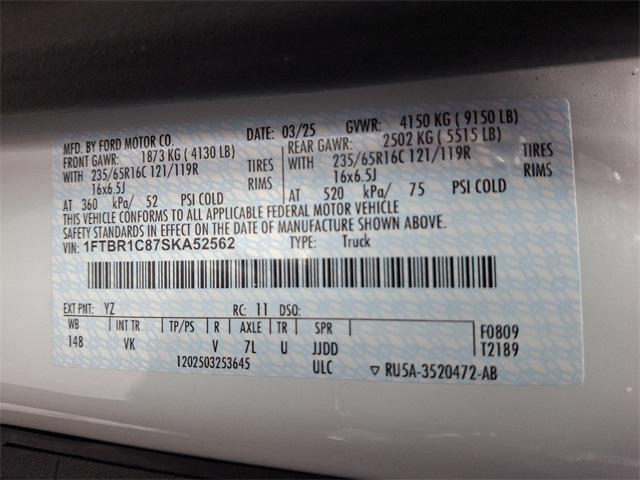 MFD. BY FORD MOTOR CO. DATE: 03/25 GVWR: 4150 KG ( 9150 LB)
FRONT GAWR: 1873 KG ( 4130 LB) REAR GAWR: 2502 KG ( 5515 LB)
WITH 235/65R16C 121/119R TIRES WITH 235/65R16C 121/119R TIRES
16x6.5J RIMS 16x6.5J RIMS
AT 360 kPa/ 52 PSI COLD AT 520 kPa/ 75 PSI COLD
THIS VEHICLE CONFORMS TO ALL APPLICABLE FEDERAL MOTOR VEHICLE
SAFETY STANDARDS IN EFFECT ON THE DATE OF MANUFACTURE SHOWN ABOVE.
VIN: 1FTBR1C87SKA52562 TYPE: Truck
EXT PNT: YZ RC: 11 DSO:
WB INT TR TP/PS R AXLE TR SPR F0809
148 VK V 7L U JJDD T2189
1202503253645 ULC ▽ RU5A-3520472-AB